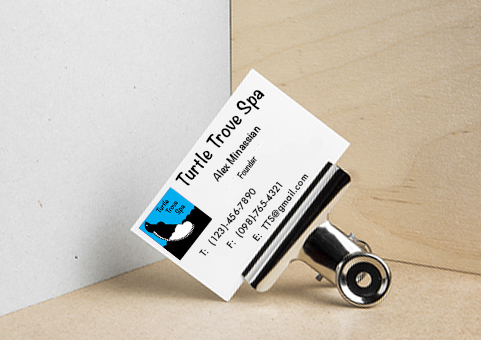 Turtle Trove Spa
Alex Minassian
Founder
Turtle
Trove
Spa
T: (123)-456-7890
F: (098)-765-4321
E: TTS@gmail.com